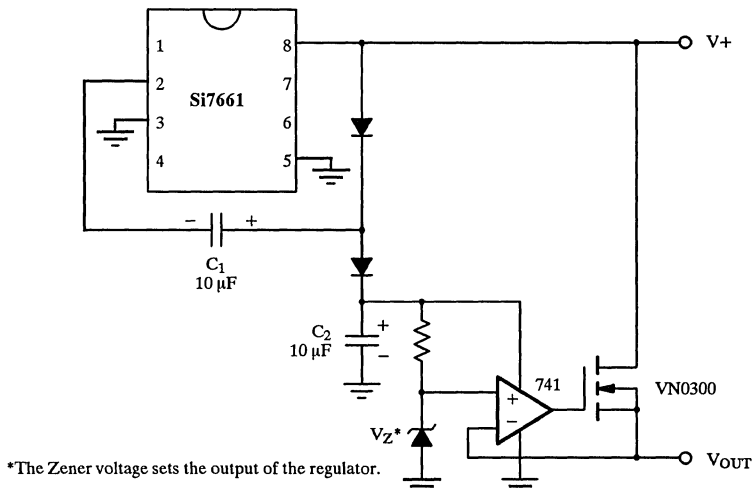 1
8
V+
2
7
Si7661
3
6
4
5
−
+
C1
10 µF
C2
10 µF
+
−
741
+
−
VN0300
VZ*
VOUT
*The Zener voltage sets the output of the regulator.